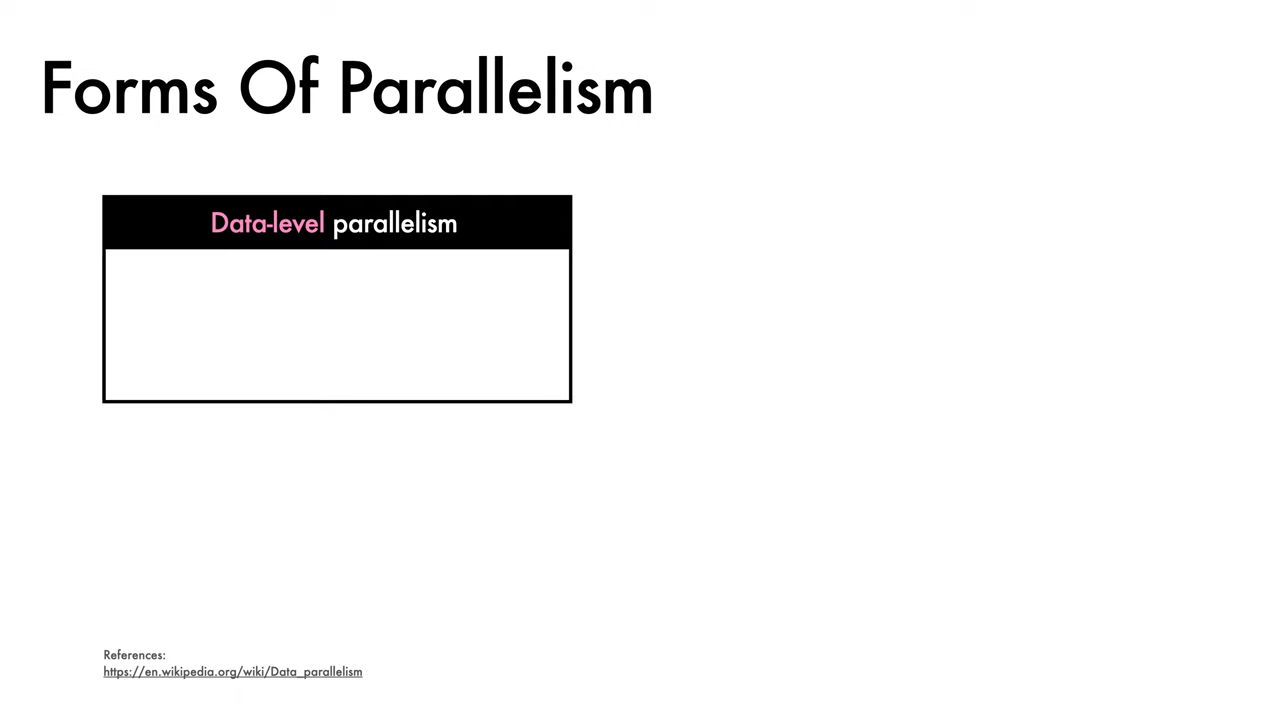 Forms Of Parallelism
Data-level parallelism
References:
https://en.wikipedia.org/wiki/Data_parallelism